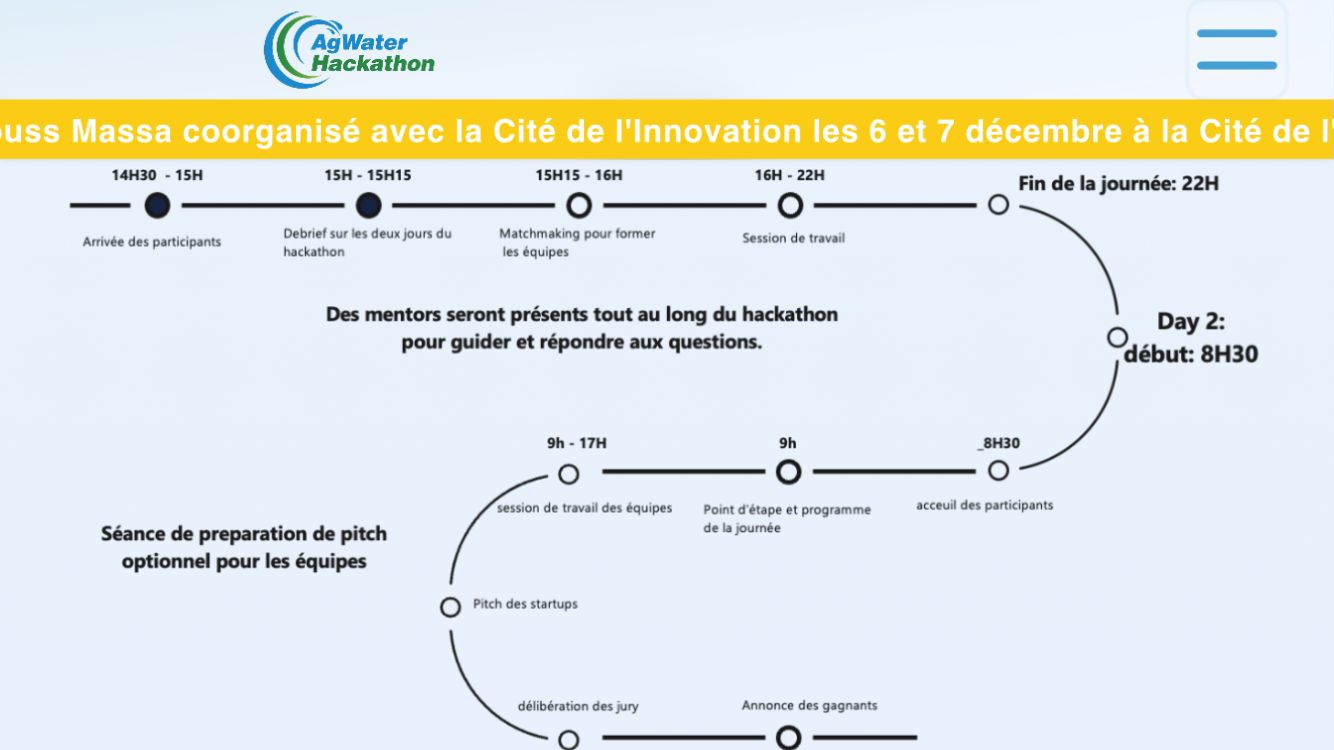 AgWater
Hackathon
uss Massa coorganisé avec la Cité de l'Innovation les 6 et 7 décembre à la Cité de l'
14H30 - 15H
15H - 15H15
15H15 - 16H
16H - 22H
Fin de la journée: 22H
Arrivée des participants
Debrief sur les deux jours du
hackathon
Matchmaking pour former
les équipes
Session de travail
Des mentors seront présents tout au long du hackathon
pour guider et répondre aux questions.
Day 2:
début: 8H30
9h - 17H
9h
_8H30
session de travail des équipes
Point d'étape et programme
de la journée
acceuil des participants
Séance de preparation de pitch
optionnel pour les équipes
Pitch des startups
délibération des jury
Annonce des gagnants